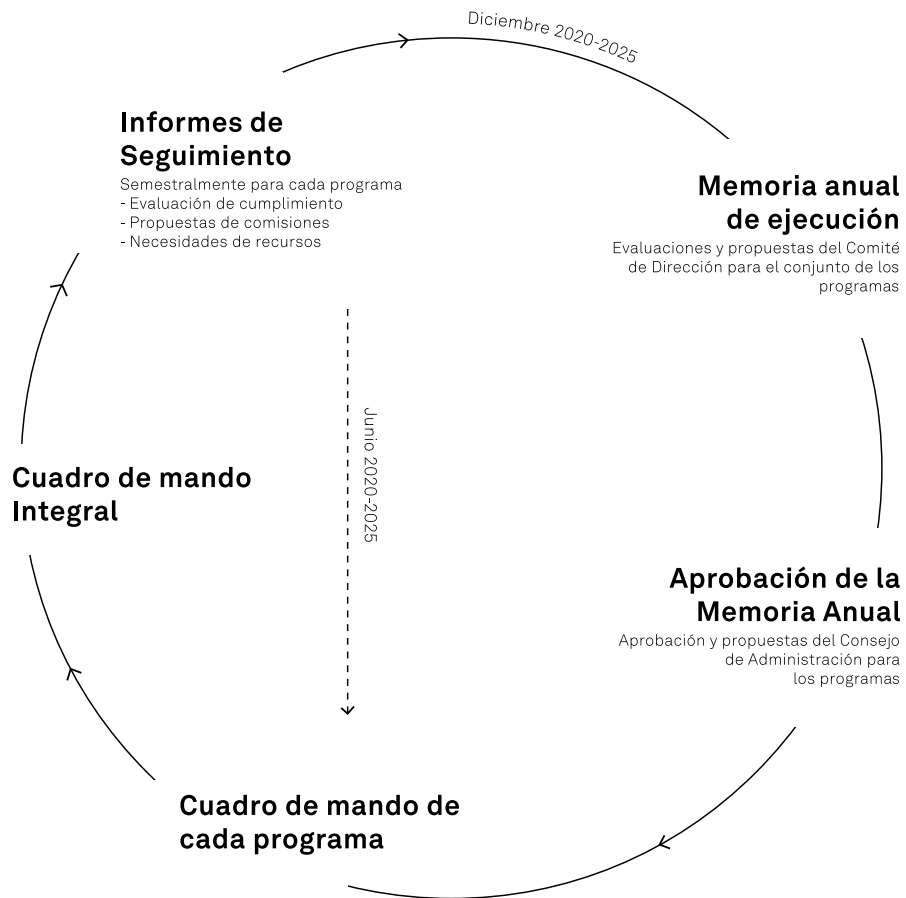 Diciembre 2020-2025
Informes de
Seguimiento
Semestralmente para cada programa
- Evaluación de cumplimiento
- Propuestas de comisiones
- Necesidades de recursos
Memoria anual
de ejecución
Evaluaciones y propuestas del Comité
de Dirección para el conjunto de los
programas
Junio 2020-2025
Cuadro de mando
Integral
Aprobación de la
Memoria Anual
Aprobación y propuestas del Consejo
de Administración para
los programas
Cuadro de mando de
cada programa